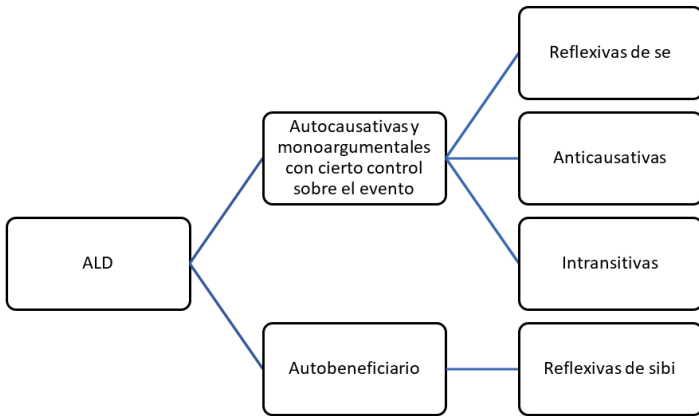 ALD
Autocausativas y
monoargumentales
con cierto control
sobre el evento
Autobeneficiario
Reflexivas de se
Anticausativas
Intransitivas
Reflexivas de sibi